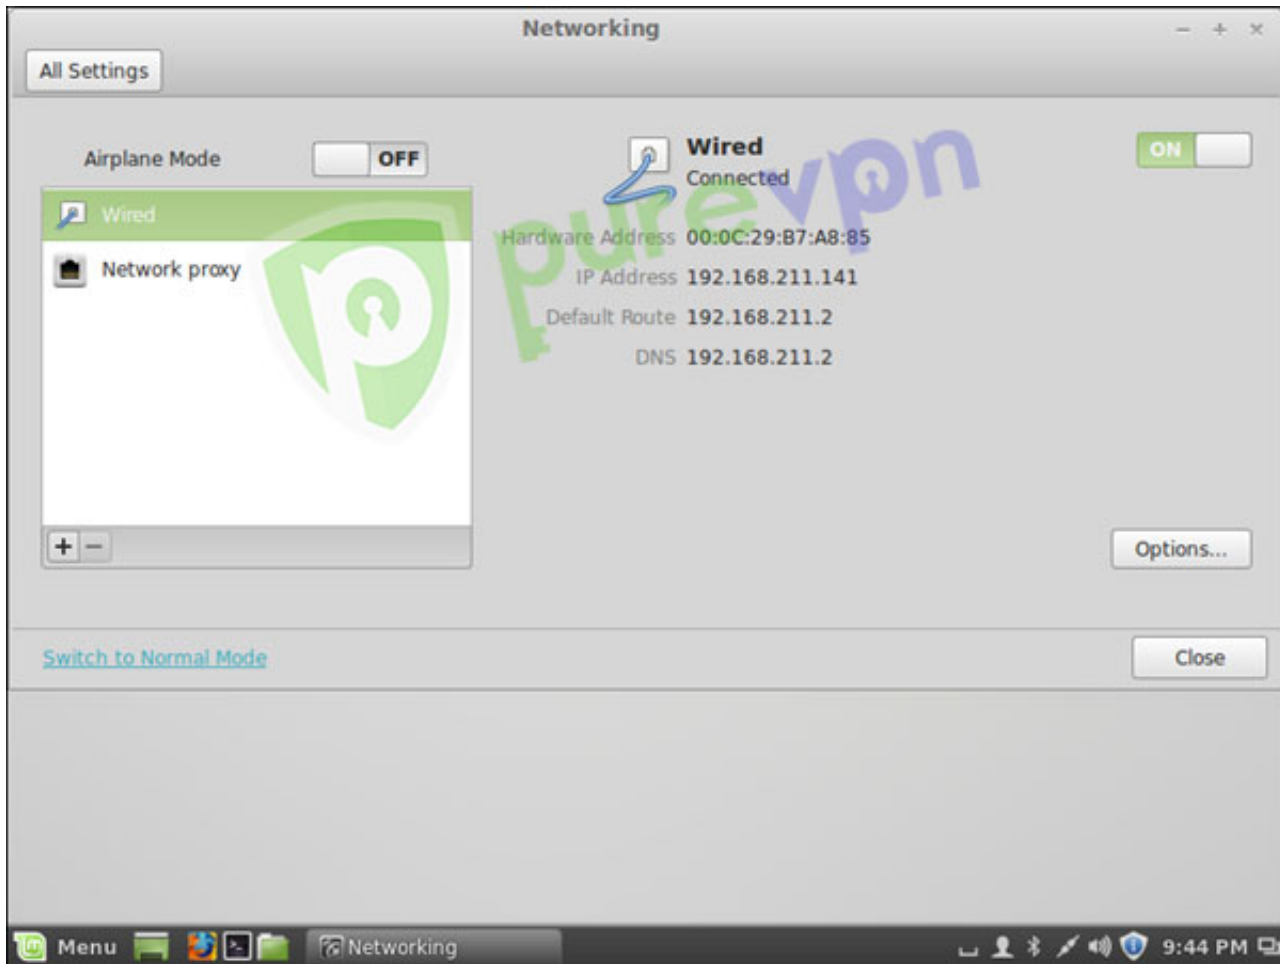 Networking
All Settings
Airplane Mode OFF
Wired
Network proxy
Wired
Connected
ON
Hardware Address 00:0C:29:B7:A8:85
IP Address 192.168.211.141
Default Route 192.168.211.2
DNS 192.168.211.2
purevpn
Options...
Switch to Normal Mode
Close
Menu
Networking
9:44 PM